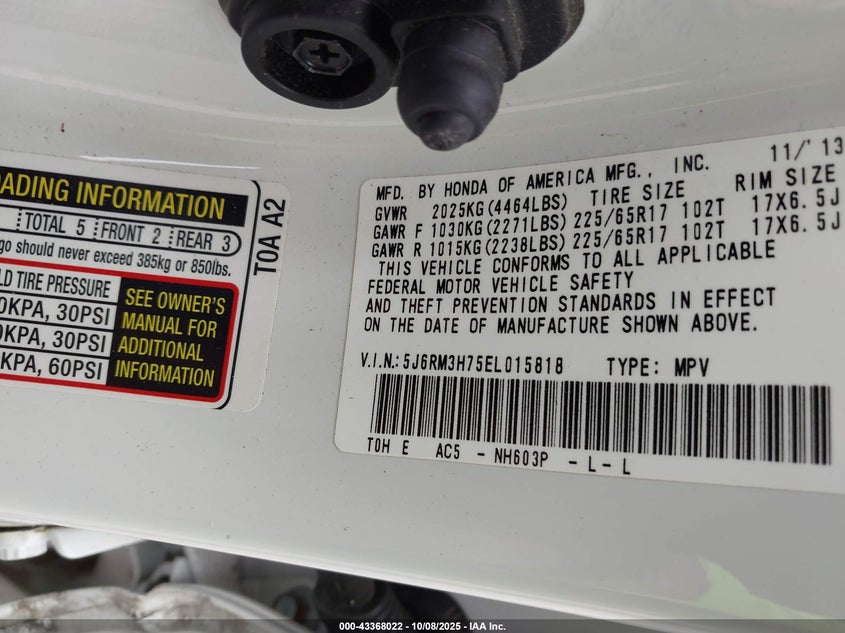 OADING INFORMATION
TOTAL 5 FRONT 2 REAR 3
go should never exceed 385kg or 850lbs.
LD TIRE PRESSURE
0KPA, 30PSI
0KPA, 30PSI
KPA, 60PSI
SEE OWNER'S
MANUAL FOR
ADDITIONAL
INFORMATION
T0A A2
MFD. BY HONDA OF AMERICA MFG., INC. 11/'13
GVWR 2025KG(4464LBS) TIRE SIZE RIM SIZE
GAWR F 1030KG(2271LBS) 225/65R17 102T 17X6.5J
GAWR R 1015KG(2238LBS) 225/65R17 102T 17X6.5J
THIS VEHICLE CONFORMS TO ALL APPLICABLE
FEDERAL MOTOR VEHICLE SAFETY
AND THEFT PREVENTION STANDARDS IN EFFECT
ON THE DATE OF MANUFACTURE SHOWN ABOVE.
V.I.N.:5J6RM3H75EL015818 TYPE: MPV
T0H E AC5 - NH603P - L- L
000-43368022 - 10/08/2025 - IAA Inc.